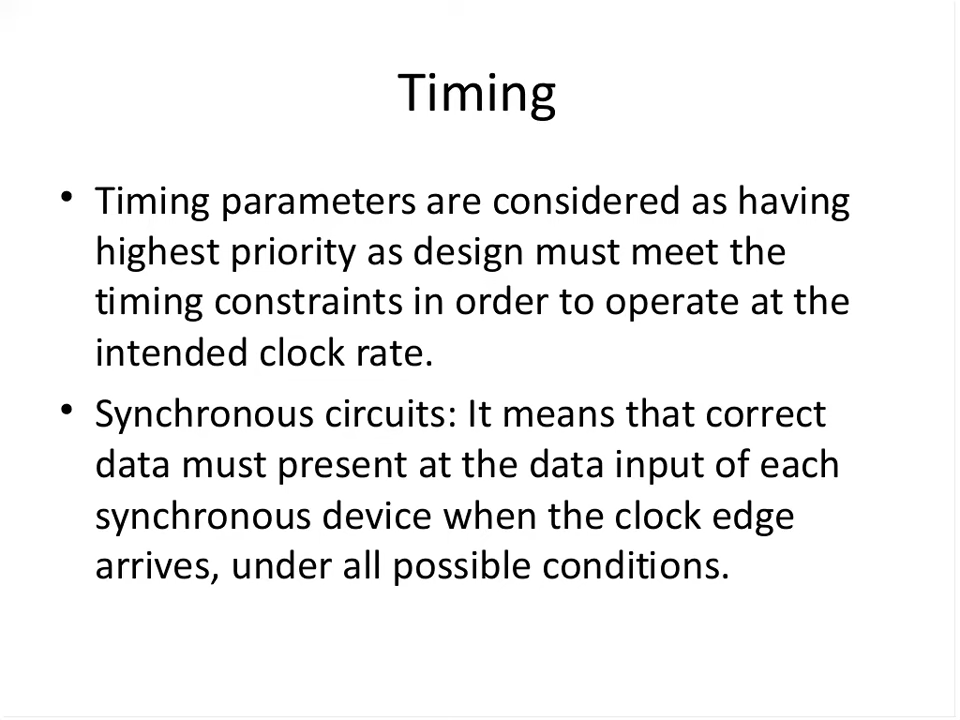 Timing
• Timing parameters are considered as having
highest priority as design must meet the
timing constraints in order to operate at the
intended clock rate.
• Synchronous circuits: It means that correct
data must present at the data input of each
synchronous device when the clock edge
arrives, under all possible conditions.